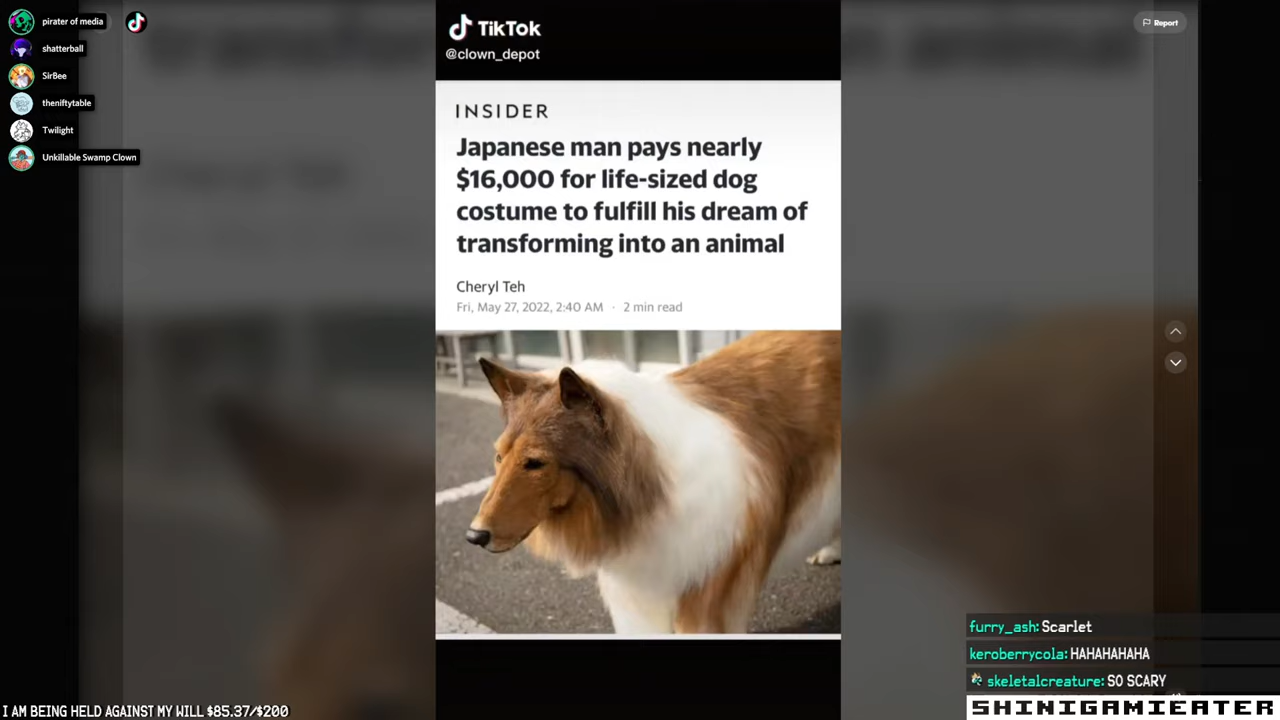 pirater of media
shatterball
SirBee
theniftytable
Twilight
Unkillable Swamp Clown
TikTok
@clown_depot
Report
INSIDER
Japanese man pays nearly
$16,000 for life-sized dog
costume to fulfill his dream of
transforming into an animal
Cheryl Teh
Fri, May 27, 2022, 2:40 AM · 2 min read
furry_ash: Scarlet
keroberrycola: HAHAHAHAHA
skeletalcreature: SO SCARY
SHINIGAMIEATER
I AM BEING HELD AGAINST MY WILL $85.37/$200